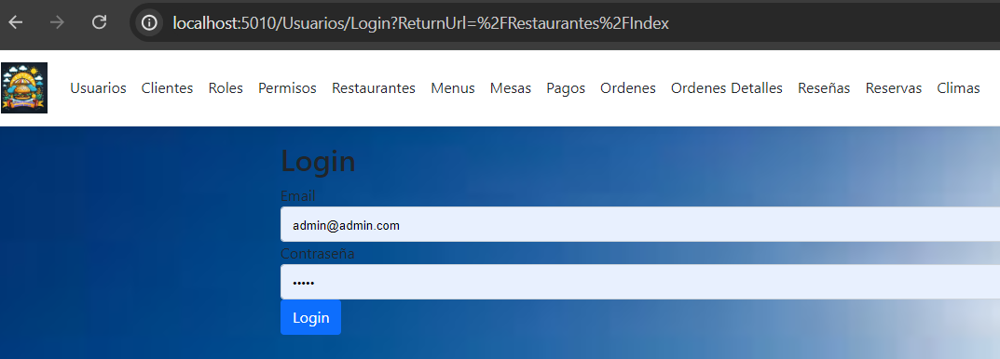 localhost:5010/Usuarios/Login?ReturnUrl=%2FRestaurantes%2FIndex
Usuarios Clientes Roles Permisos Restaurantes Menus Mesas Pagos Ordenes Ordenes Detalles Reseñas Reservas Climas
Login
Email
admin@admin.com
Contraseña
•••••
Login